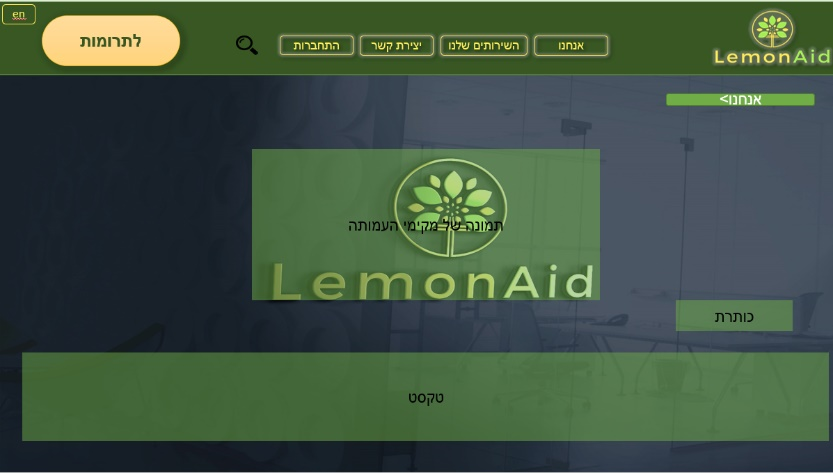 en
לתרומות
התחברות
יצירת קשר
השירותים שלנו
אנחנו
LemonAid
אנחנו>
תמונה של מקימי העמותה
LemonAid
כותרת
טקסט